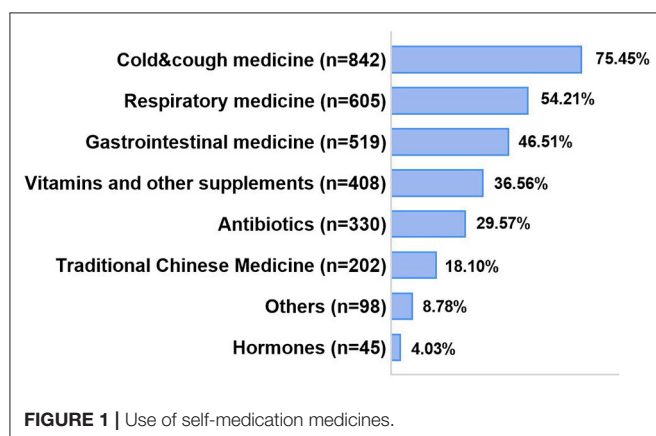 Cold&cough medicine (n=842) 75.45%
Respiratory medicine (n=605) 54.21%
Gastrointestinal medicine (n=519) 46.51%
Vitamins and other supplements (n=408) 36.56%
Antibiotics (n=330) 29.57%
Traditional Chinese Medicine (n=202) 18.10%
Others (n=98) 8.78%
Hormones (n=45) 4.03%
FIGURE 1 | Use of self-medication medicines.